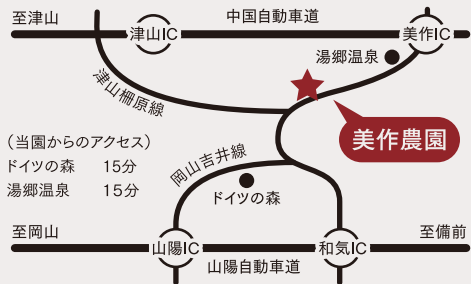 至津山
中国自動車道
津山IC
美作IC
湯郷温泉
津山柵原線
美作農園
（当園からのアクセス）
ドイツの森 15分
湯郷温泉 15分
岡山吉井線
ドイツの森
至岡山
至備前
山陽IC
和気IC
山陽自動車道